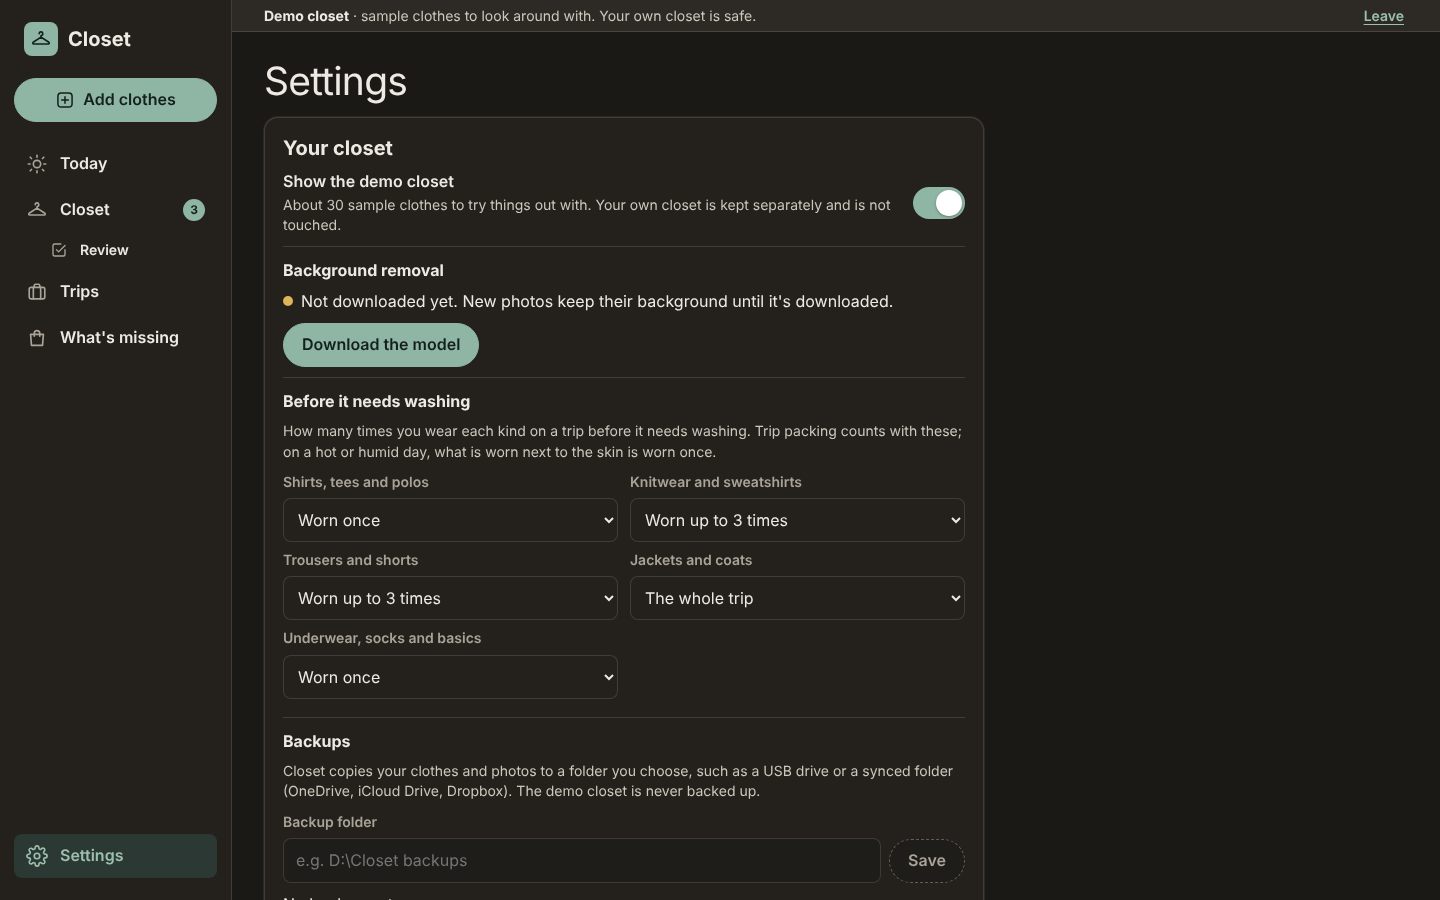 Closet
Add clothes
Today
Closet 3
Review
Trips
What's missing
Settings
Demo closet · sample clothes to look around with. Your own closet is safe.
Leave
Settings
Your closet
Show the demo closet
About 30 sample clothes to try things out with. Your own closet is kept separately and is not
touched.
Background removal
Not downloaded yet. New photos keep their background until it's downloaded.
Download the model
Before it needs washing
How many times you wear each kind on a trip before it needs washing. Trip packing counts with these;
on a hot or humid day, what is worn next to the skin is worn once.
Shirts, tees and polos
Worn once
Knitwear and sweatshirts
Worn up to 3 times
Trousers and shorts
Worn up to 3 times
Jackets and coats
The whole trip
Underwear, socks and basics
Worn once
Backups
Closet copies your clothes and photos to a folder you choose, such as a USB drive or a synced folder
(OneDrive, iCloud Drive, Dropbox). The demo closet is never backed up.
Backup folder
e.g. D:\Closet backups
Save